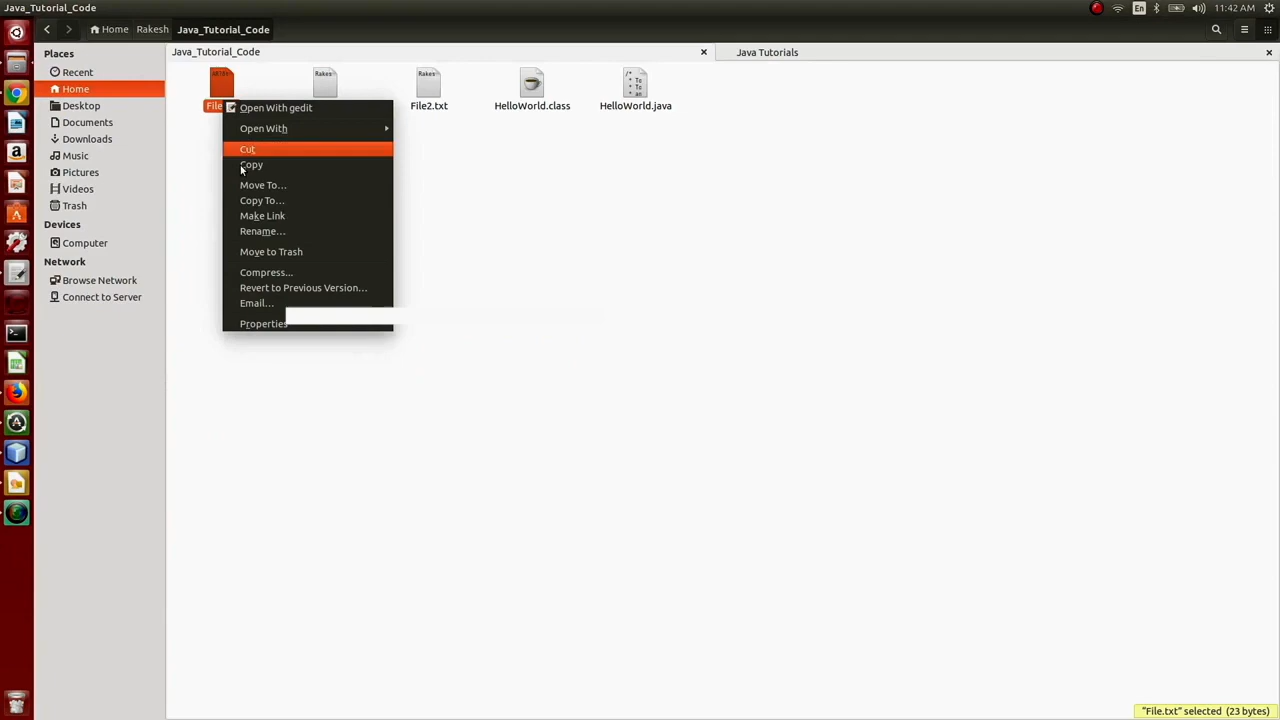 Java_Tutorial_Code
En
11:42 AM
Home
Rakesh
Java_Tutorial_Code
Places
Recent
Home
Desktop
Documents
Downloads
Music
Pictures
Videos
Trash
Devices
Computer
Network
Browse Network
Connect to Server
Java_Tutorial_Code
Java Tutorials
Rakes
Rakes
File
File2.txt
HelloWorld.class
HelloWorld.java
Open With gedit
Open With
Cut
Copy
Move To…
Copy To…
Make Link
Rename…
Move to Trash
Compress…
Revert to Previous Version…
Email…
Properties
"File.txt" selected (23 bytes)